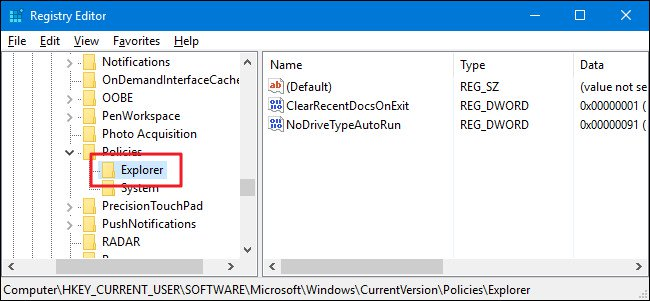 Registry Editor
File Edit View Favorites Help
Notifications
OnDemandInterfaceCache
OOBE
PenWorkspace
Photo Acquisition
Policies
Explorer
System
PrecisionTouchPad
PushNotifications
RADAR
Name Type Data
(Default) REG_SZ (value not se
ClearRecentDocsOnExit REG_DWORD 0x00000001 (
NoDriveTypeAutoRun REG_DWORD 0x00000091 (
Computer\HKEY_CURRENT_USER\SOFTWARE\Microsoft\Windows\CurrentVersion\Policies\Explorer